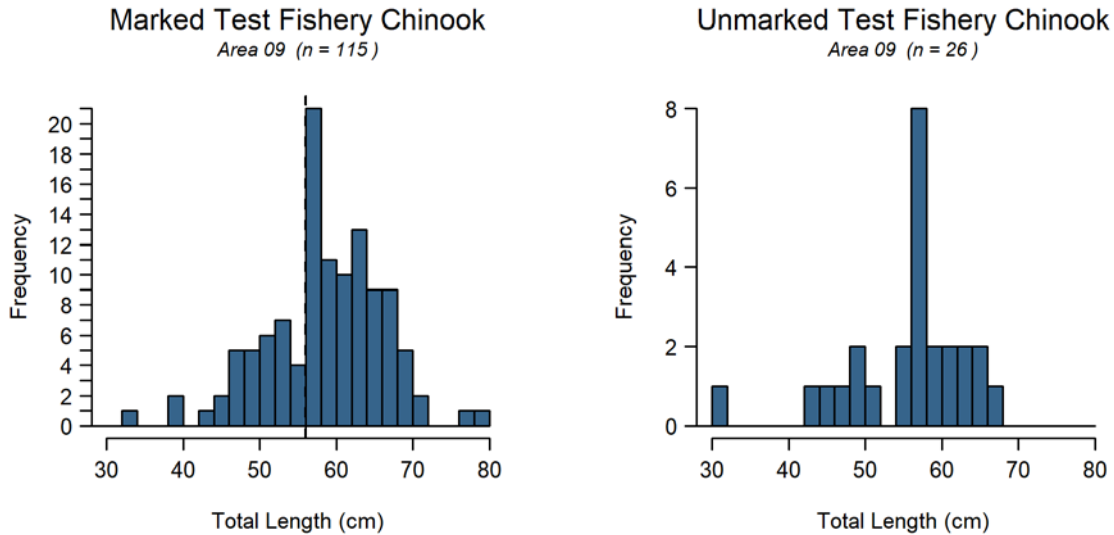 Marked Test Fishery Chinook
Area 09 (n = 115 )
Frequency
20
18
16
14
12
10
8
6
4
2
0
30 40 50 60 70 80
Total Length (cm)
Unmarked Test Fishery Chinook
Area 09 (n = 26 )
Frequency
8
6
4
2
0
30 40 50 60 70 80
Total Length (cm)